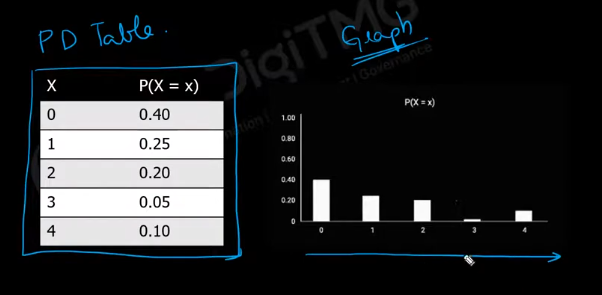 PD Table.
Graph
DigiTMG
X P(X = x)
0 0.40
1 0.25
2 0.20
3 0.05
4 0.10
P(X = x)
1.00
0.80
0.60
0.40
0.20
0
0 1 2 3 4